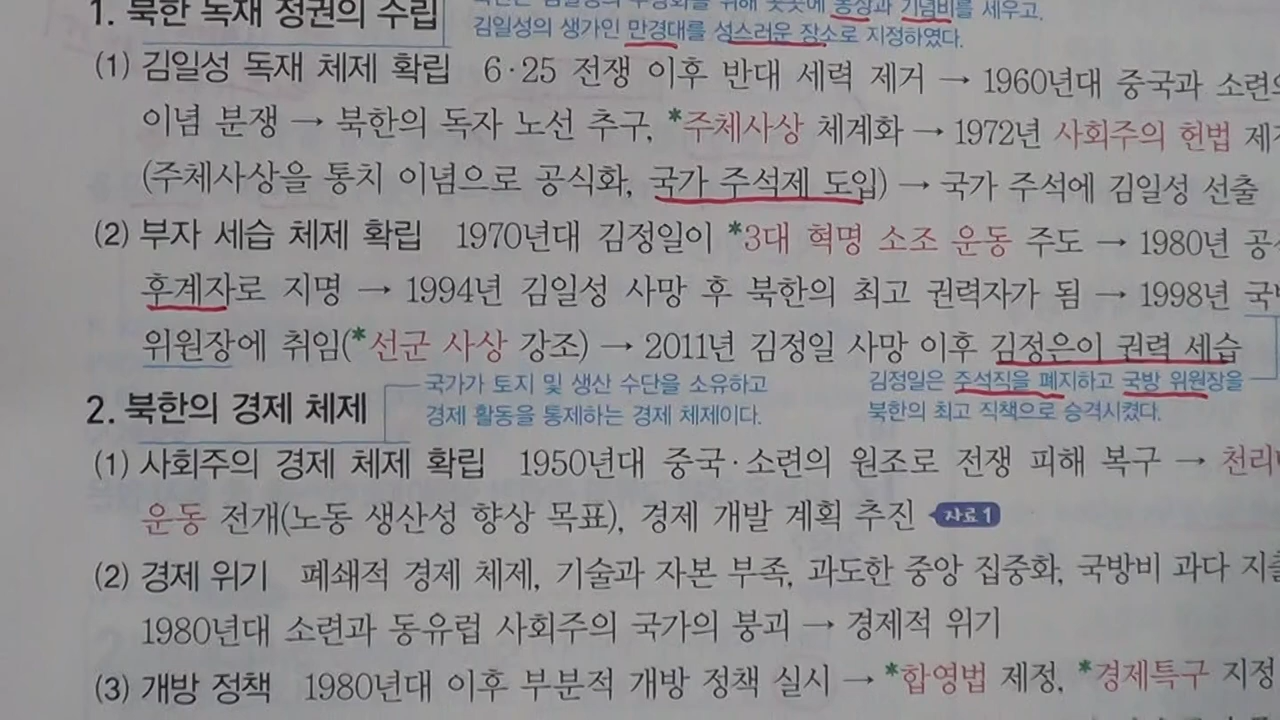 1. 북한 독재 정권의 수립
동상과 기념비를 세우고,
김일성의 생가인 만경대를 성스러운 장소로 지정하였다.
(1) 김일성 독재 체제 확립 6·25 전쟁 이후 반대 세력 제거 → 1960년대 중국과 소련의
이념 분쟁 → 북한의 독자 노선 추구, *주체사상 체계화 → 1972년 사회주의 헌법
(주체사상을 통치 이념으로 공식화, 국가 주석제 도입) → 국가 주석에 김일성 선출
(2) 부자 세습 체제 확립 1970년대 김정일이 *3대 혁명 소조 운동 주도 → 1980년
후계자로 지명 → 1994년 김일성 사망 후 북한의 최고 권력자가 됨 → 1998년
위원장에 취임(*선군 사상 강조) → 2011년 김정일 사망 이후 김정은이 권력 세습
국가가 토지 및 생산 수단을 소유하고
경제 활동을 통제하는 경제 체제이다.
김정일은 주석직을 폐지하고 국방 위원장을
북한의 최고 직책으로 승격시켰다.
2. 북한의 경제 체제
(1) 사회주의 경제 체제 확립 1950년대 중국·소련의 원조로 전쟁 피해 복구 → 천리
운동 전개(노동 생산성 향상 목표), 경제 개발 계획 추진 자료1
(2) 경제 위기 폐쇄적 경제 체제, 기술과 자본 부족, 과도한 중앙 집중화, 국방비 과다
1980년대 소련과 동유럽 사회주의 국가의 붕괴 → 경제적 위기
(3) 개방 정책 1980년대 이후 부분적 개방 정책 실시 → *합영법 제정, *경제특구 지정